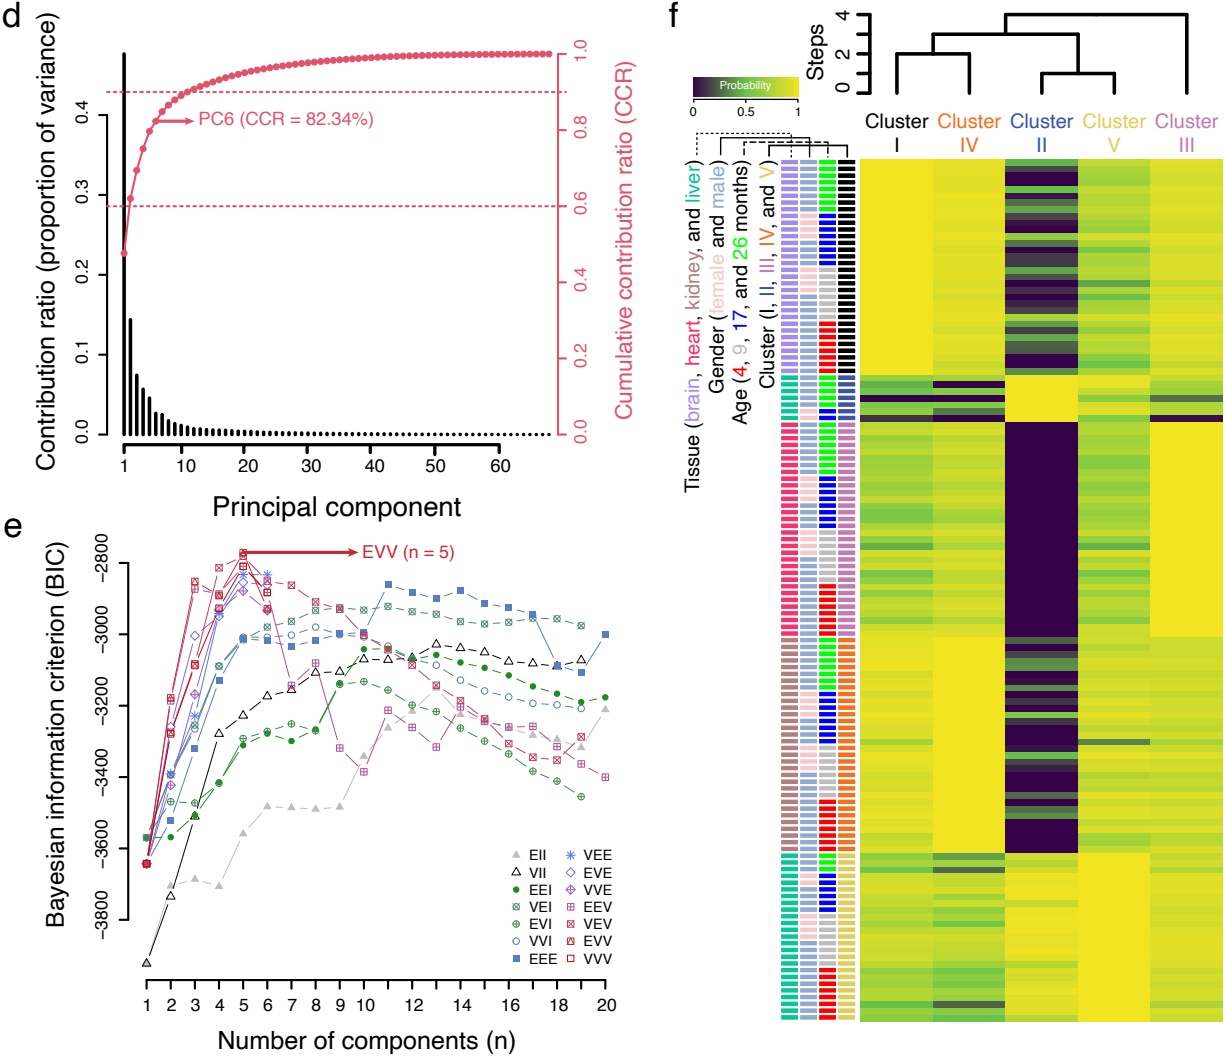 d
Contribution ratio (proportion of variance)
0.0
0.1
0.2
0.3
0.4
PC6 (CCR = 82.34%)
0.0
0.2
0.4
0.6
0.8
1.0
Cumulative contribution ratio (CCR)
1
10
20
30
40
50
60
Principal component
e
Bayesian information criterion (BIC)
-28800
-3000
-33200
-33400
-33600
-33800
EVV (n = 5)
EII
VII
EEI
VEI
EVI
VVI
EEE
VEE
EVE
VVE
EEV
VEV
EVV
VVV
1
2
3
4
5
6
7
8
9
10
12
14
16
18
20
Number of components (n)
f
Steps
4
2
0
Probability
0
0.5
1
Cluster I
Cluster IV
Cluster II
Cluster V
Cluster III
Tissue (brain, heart, kidney, and liver)
Gender (female and male)
Age (4, 9, 17, and 26 months)
Cluster (I, II, III, IV, and V)